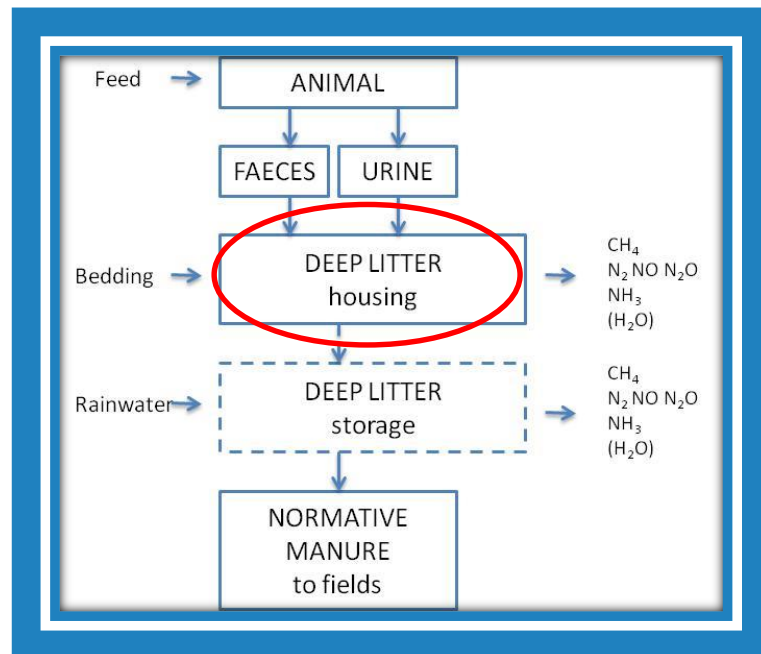 Feed
ANIMAL
FAECES
URINE
Bedding
DEEP LITTER
housing
CH₄
N₂ NO N₂O
NH₃
(H₂O)
Rainwater
DEEP LITTER
storage
CH₄
N₂ NO N₂O
NH₃
(H₂O)
NORMATIVE
MANURE
to fields